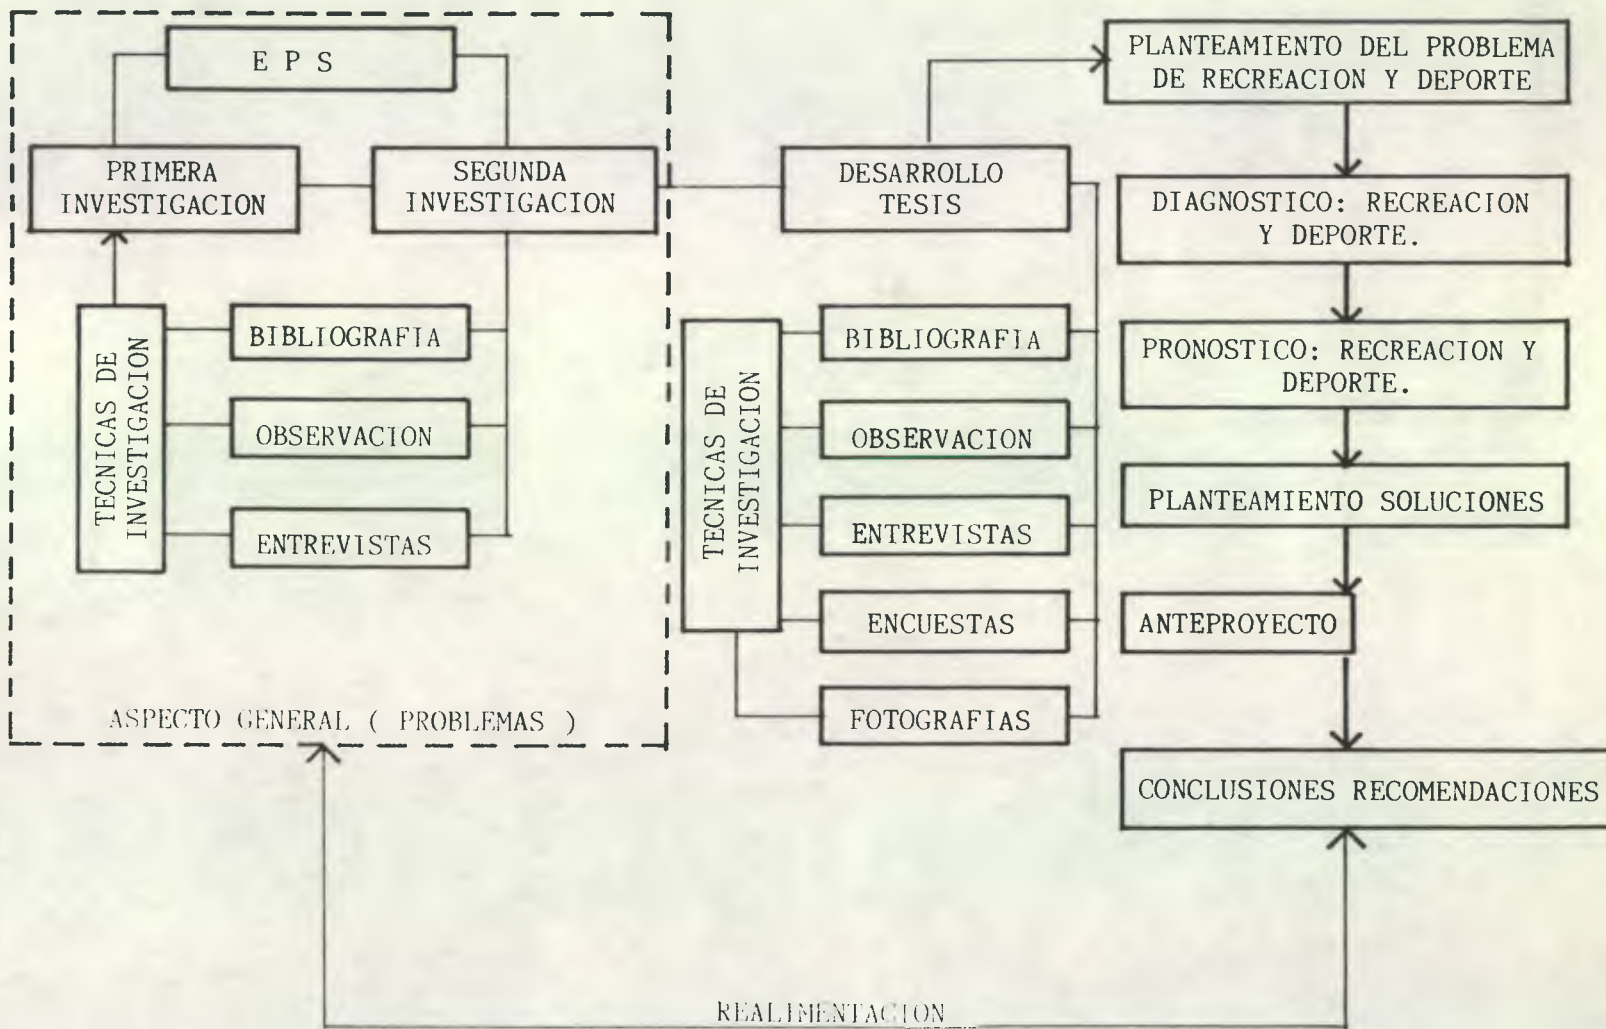 E P S
PRIMERA
INVESTIGACION
SEGUNDA
INVESTIGACION
TECNICAS DE
INVESTIGACION
BIBLIOGRAFIA
OBSERVACION
ENTREVISTAS
ASPECTO GENERAL ( PROBLEMAS )
DESARROLLO
TESIS
TECNICAS DE
INVESTIGACION
BIBLIOGRAFIA
OBSERVACION
ENTREVISTAS
ENCUESTAS
FOTOGRAFIAS
PLANTEAMIENTO DEL PROBLEMA
DE RECREACION Y DEPORTE
DIAGNOSTICO: RECREACION
Y DEPORTE.
PRONOSTICO: RECREACION Y
DEPORTE.
PLANTEAMIENTO SOLUCIONES
ANTEPROYECTO
CONCLUSIONES RECOMENDACIONES
REALIMENTACION